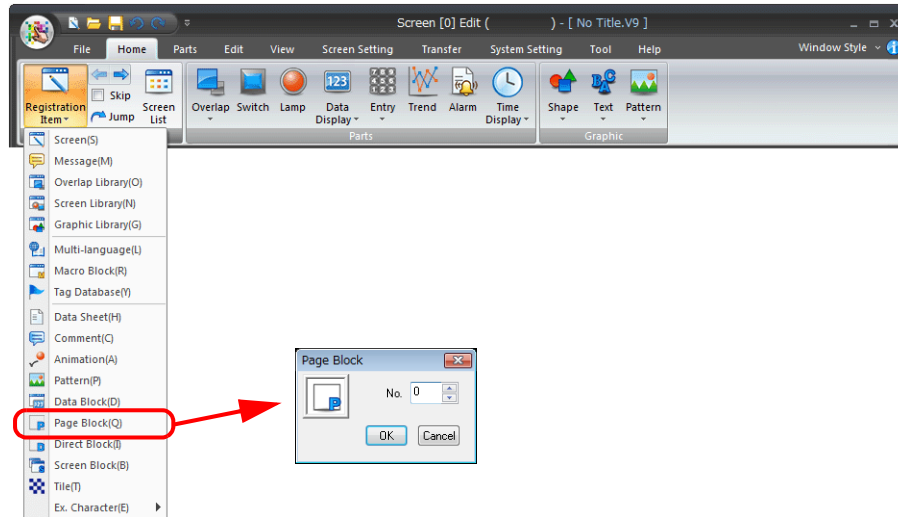 Screen [0] Edit ( ) - [ No Title.V9 ]
File Home Parts Edit View Screen Setting Transfer System Setting Tool Help Window Style
Registration Item
Skip
Jump
Screen List
Overlap Switch Lamp Data Display Entry Trend Alarm Time Display Shape Text Pattern
123
Parts Graphic
Screen(S)
Message(M)
Overlap Library(O)
Screen Library(N)
Graphic Library(G)
Multi-language(L)
Macro Block(R)
Tag Database(Y)
Data Sheet(H)
Comment(C)
Animation(A)
Pattern(P)
Data Block(D)
Page Block(Q)
Direct Block(I)
Screen Block(B)
Tile(T)
Ex. Character(E)
Page Block
No. 0
OK Cancel